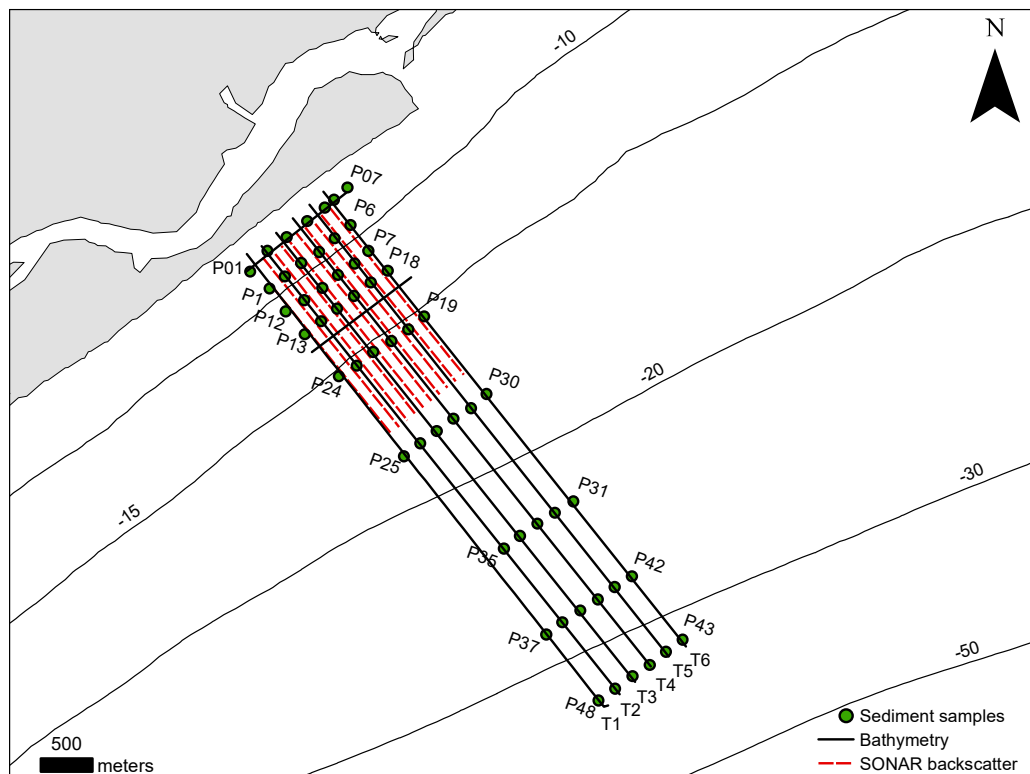 N
-10
P07
P6
P7
P18
P01
P1
P12
P13
P19
P24
P30
-20
P25
-15
P31
-30
P35
P42
P37
P43
T6
T5
T4
T3
T2
T1
P48
-50
500
meters
Sediment samples
Bathymetry
SONAR backscatter